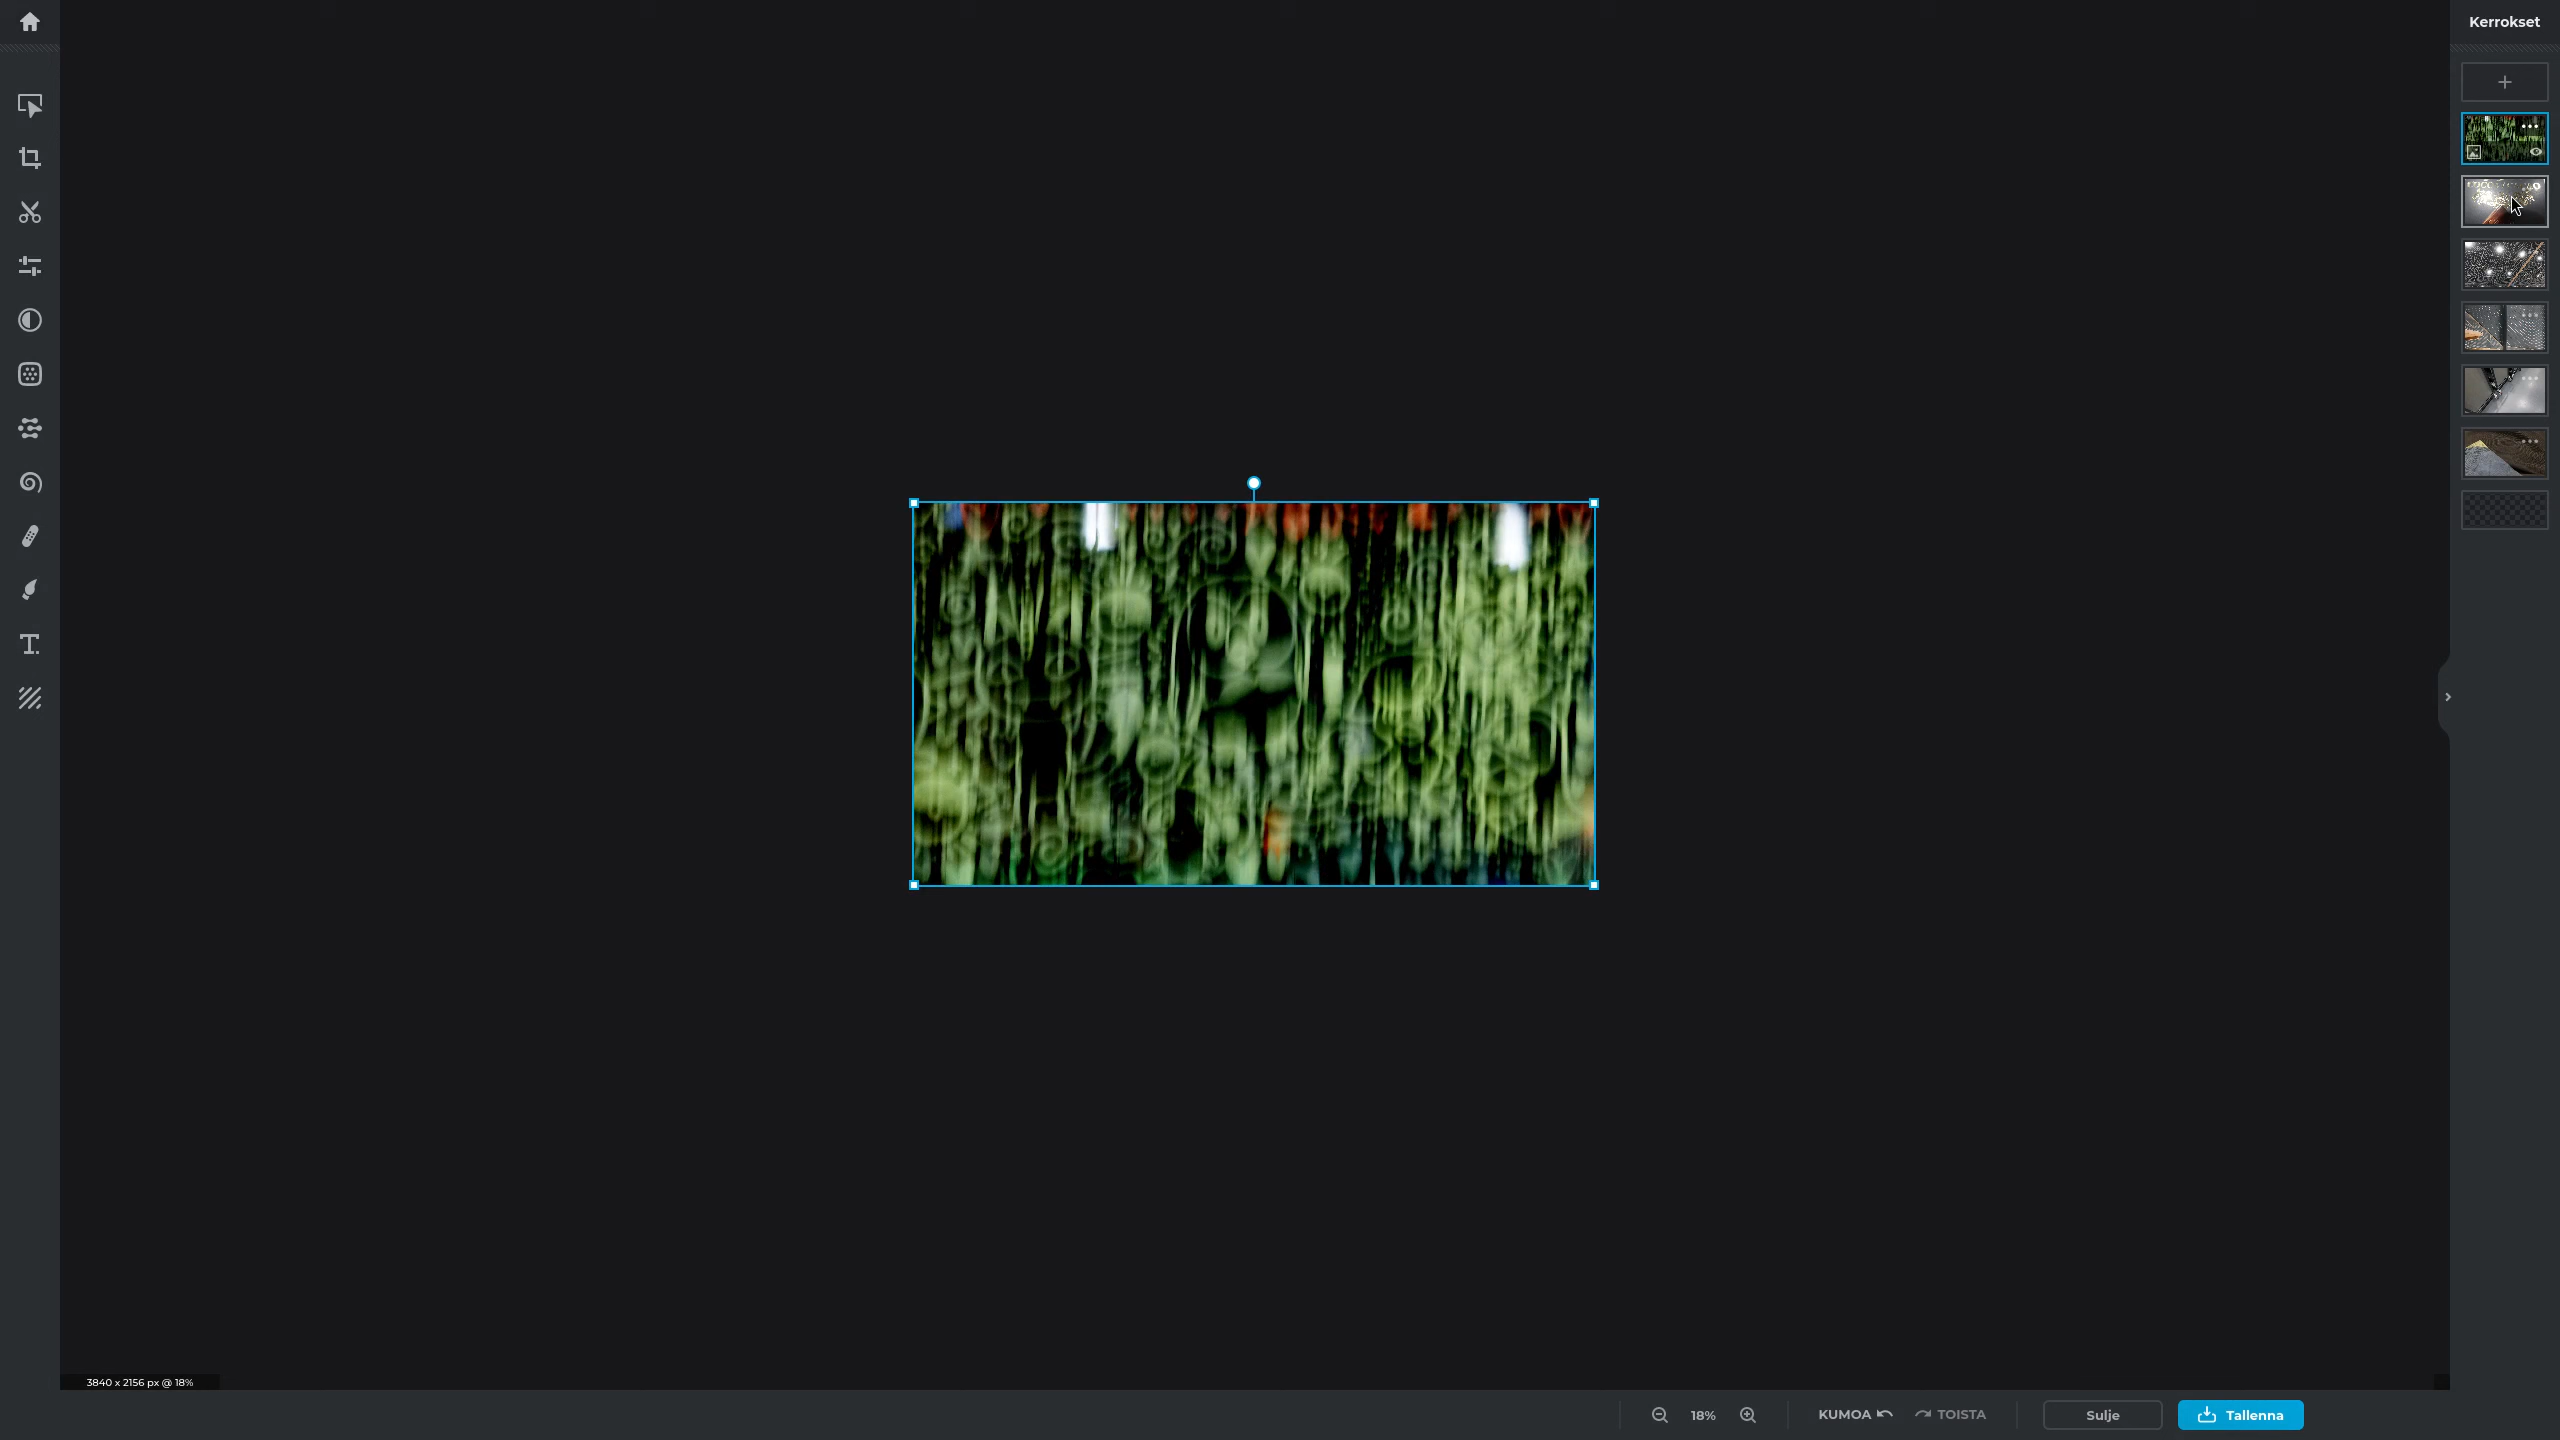 Kerrokset
3840 x 2156 px @ 18%
18%
KUMOA
TOISTA
Sulje
Tallenna